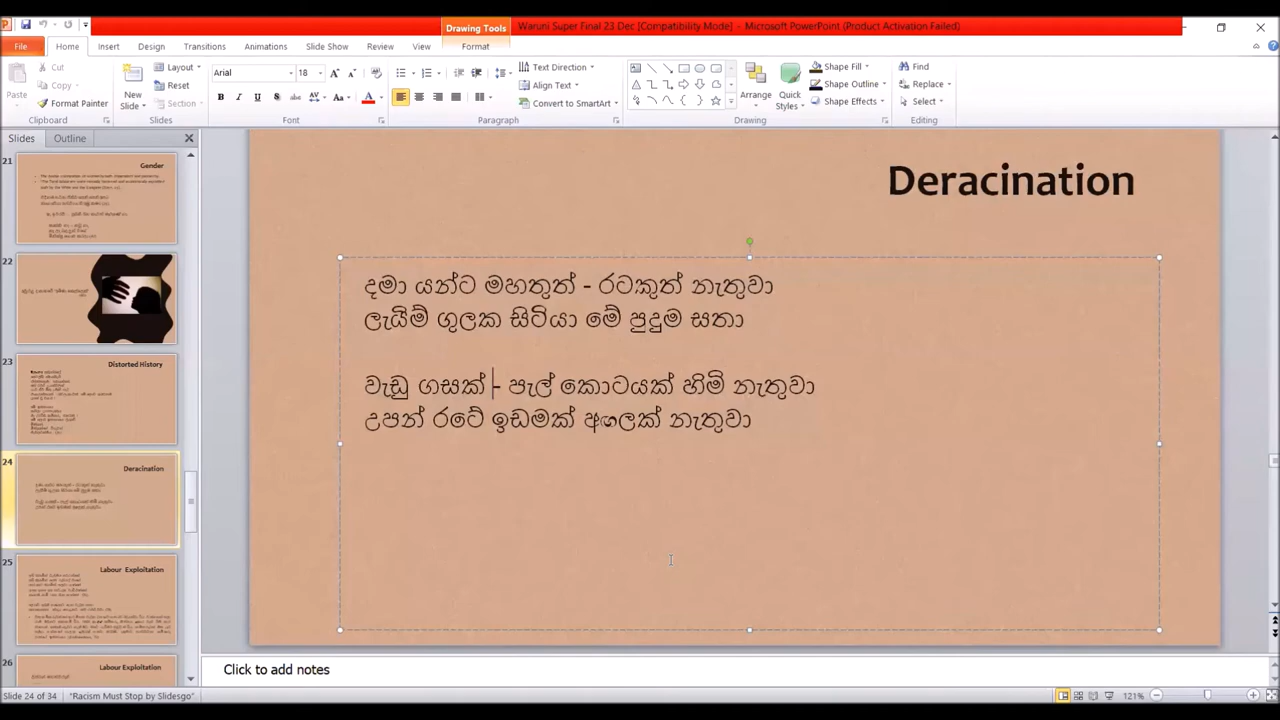 Drawing Tools
Waruni Super Final 23 Dec [Compatibility Mode] - Microsoft PowerPoint (Product Activation Failed)
File Home Insert Design Transitions Animations Slide Show Review View Format
Cut
Copy
Format Painter
Paste
Clipboard
New Slide
Layout
Reset
Section
Slides
Arial 18
Font
Text Direction
Align Text
Convert to SmartArt
Paragraph
Arrange
Quick Styles
Shape Fill
Shape Outline
Shape Effects
Drawing
Find
Replace
Select
Editing
Slides Outline
21
Gender
22
23
Distorted History
24
Deracination
25
Labour Exploitation
26
Labour Exploitation
Deracination
දමා යන්ට මහතුත් - රටකුත් නැතුවා
ලැයිම් ගුලක සිටියා මේ පුදුම සතා
වැඩු ගසක් - පැල් කොටයක් හිමි නැතුවා
උපන් රටේ ඉඩමක් අඟලක් නැතුවා
Click to add notes
Slide 24 of 34 "Racism Must Stop by Slidesgo" 121%